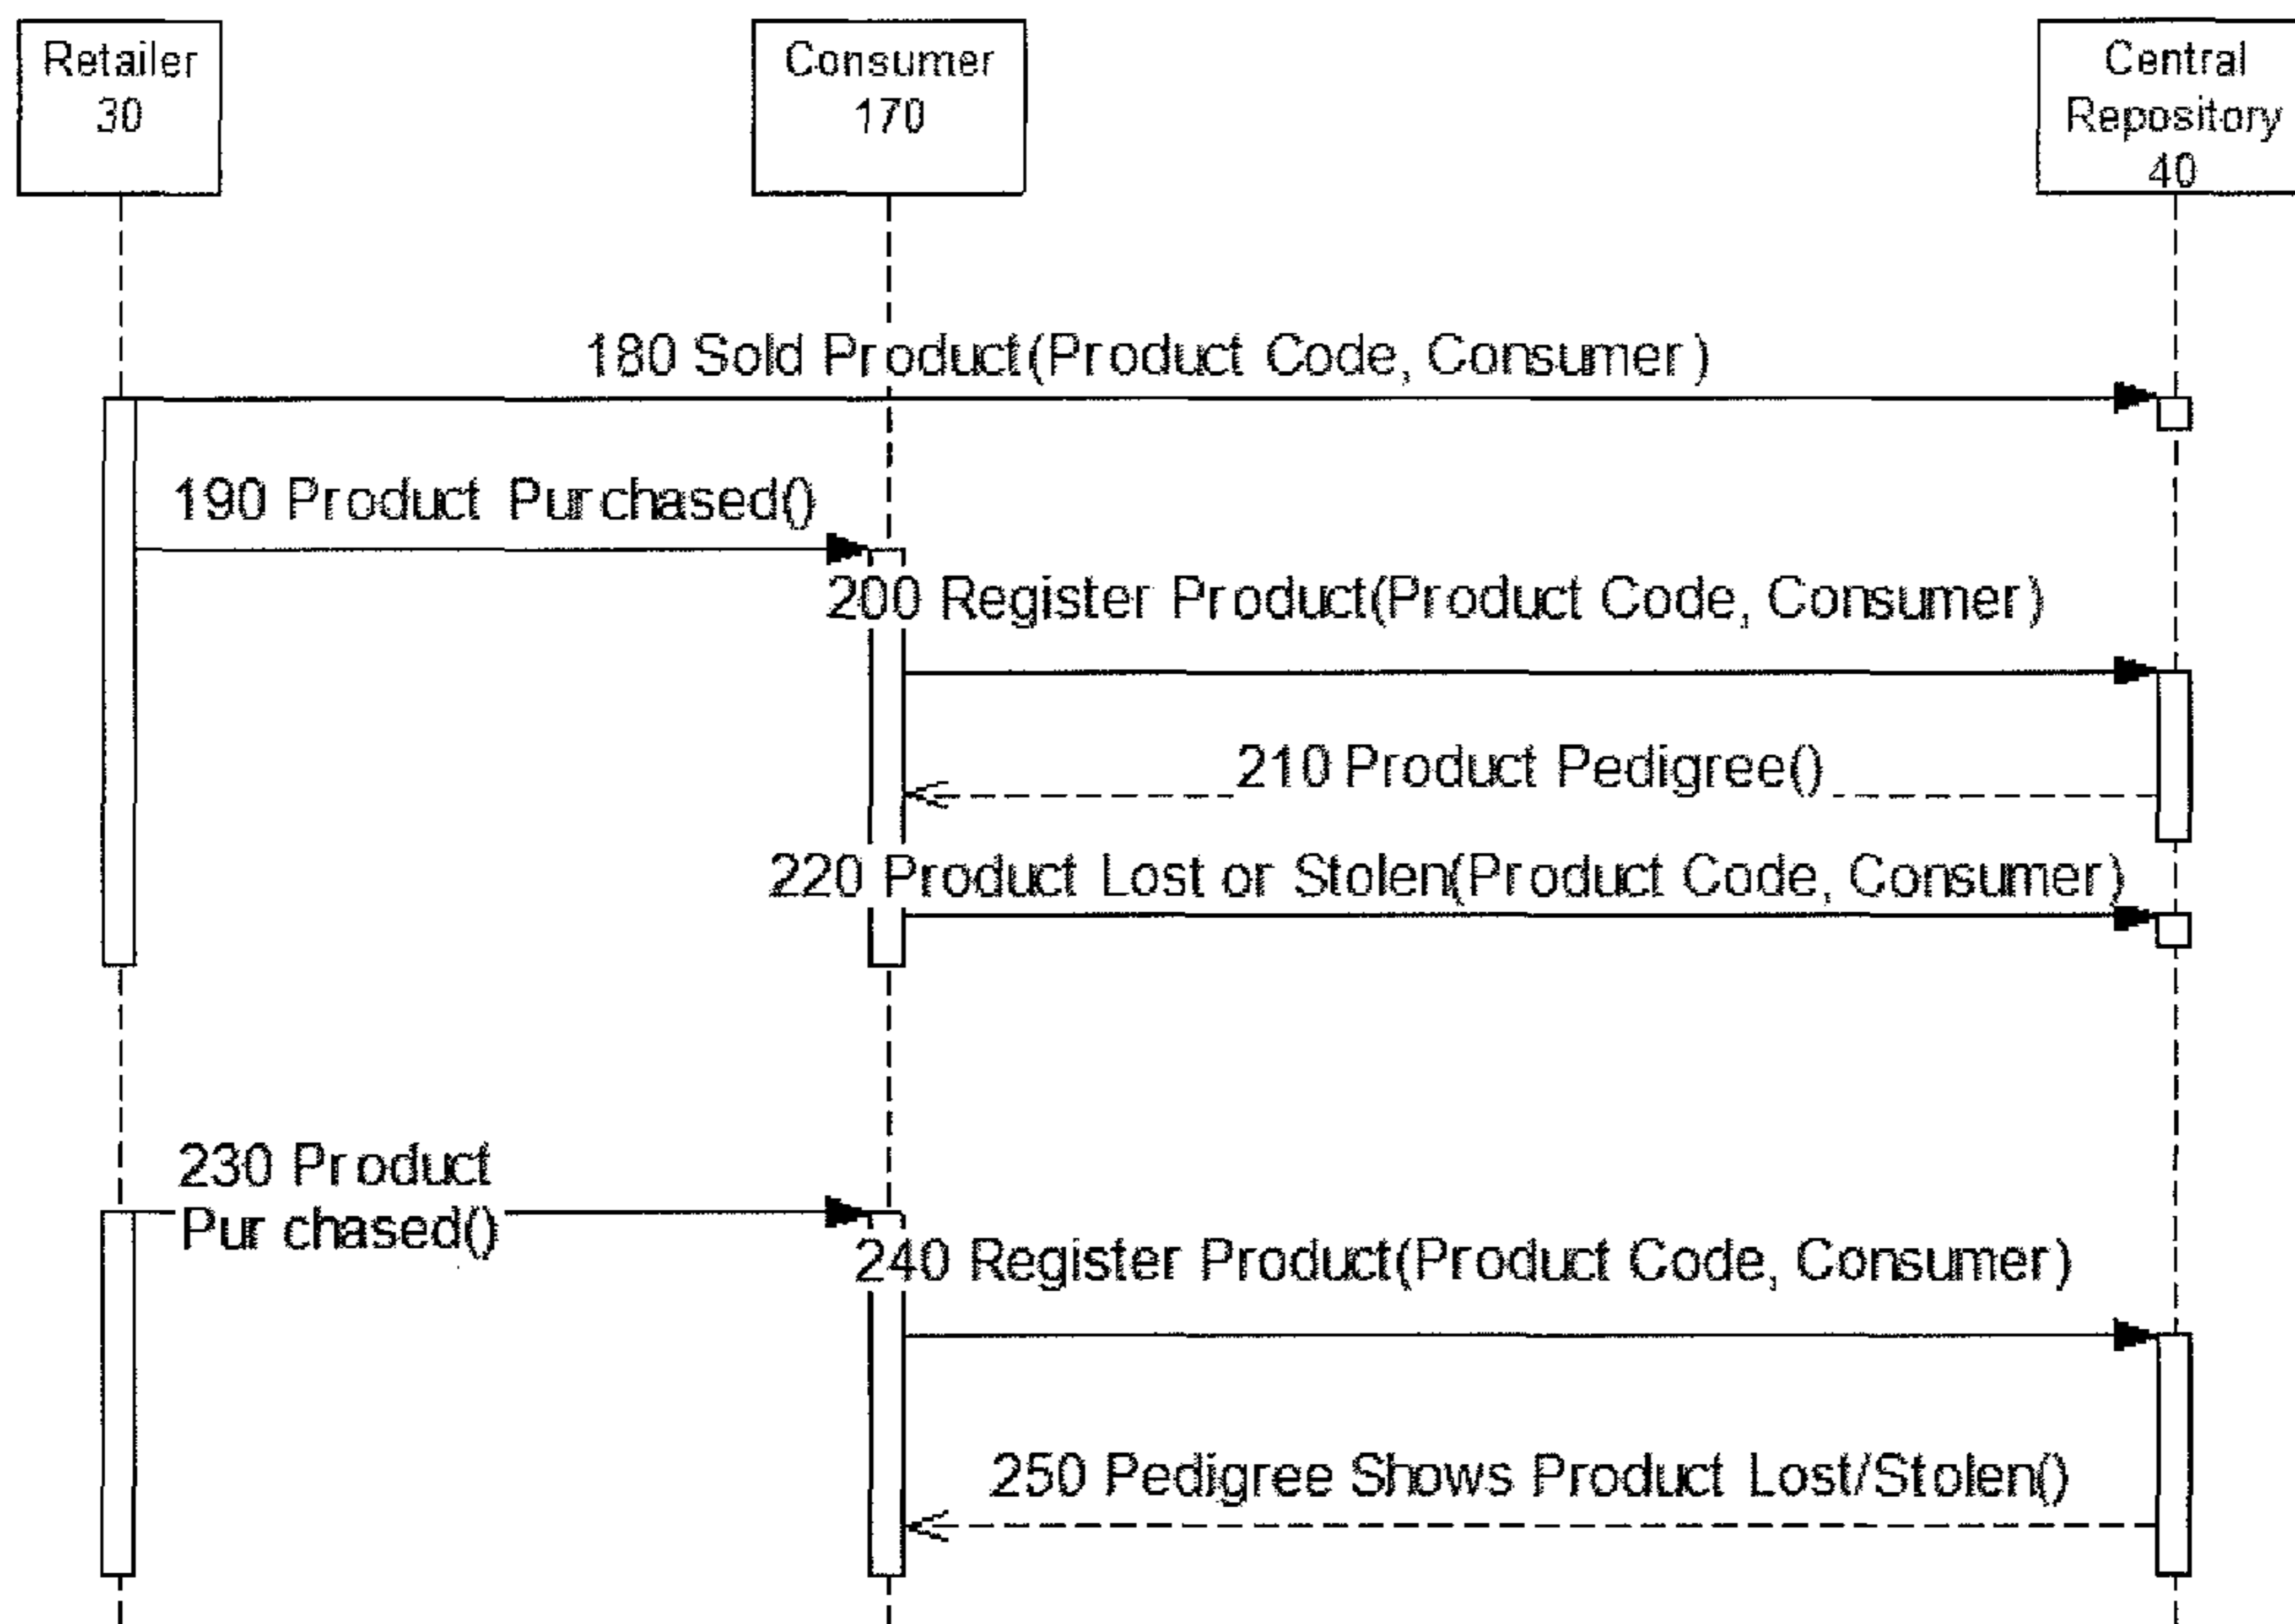 Retailer
30
Consumer
170
Central
Repository
40
180 Sold Product(Product Code, Consumer)
190 Product Purchased()
200 Register Product(Product Code, Consumer)
210 Product Pedigree()
220 Product Lost or Stolen(Product Code, Consumer)
230 Product
Purchased()
240 Register Product(Product Code, Consumer)
250 Pedigree Shows Product Lost/Stolen()